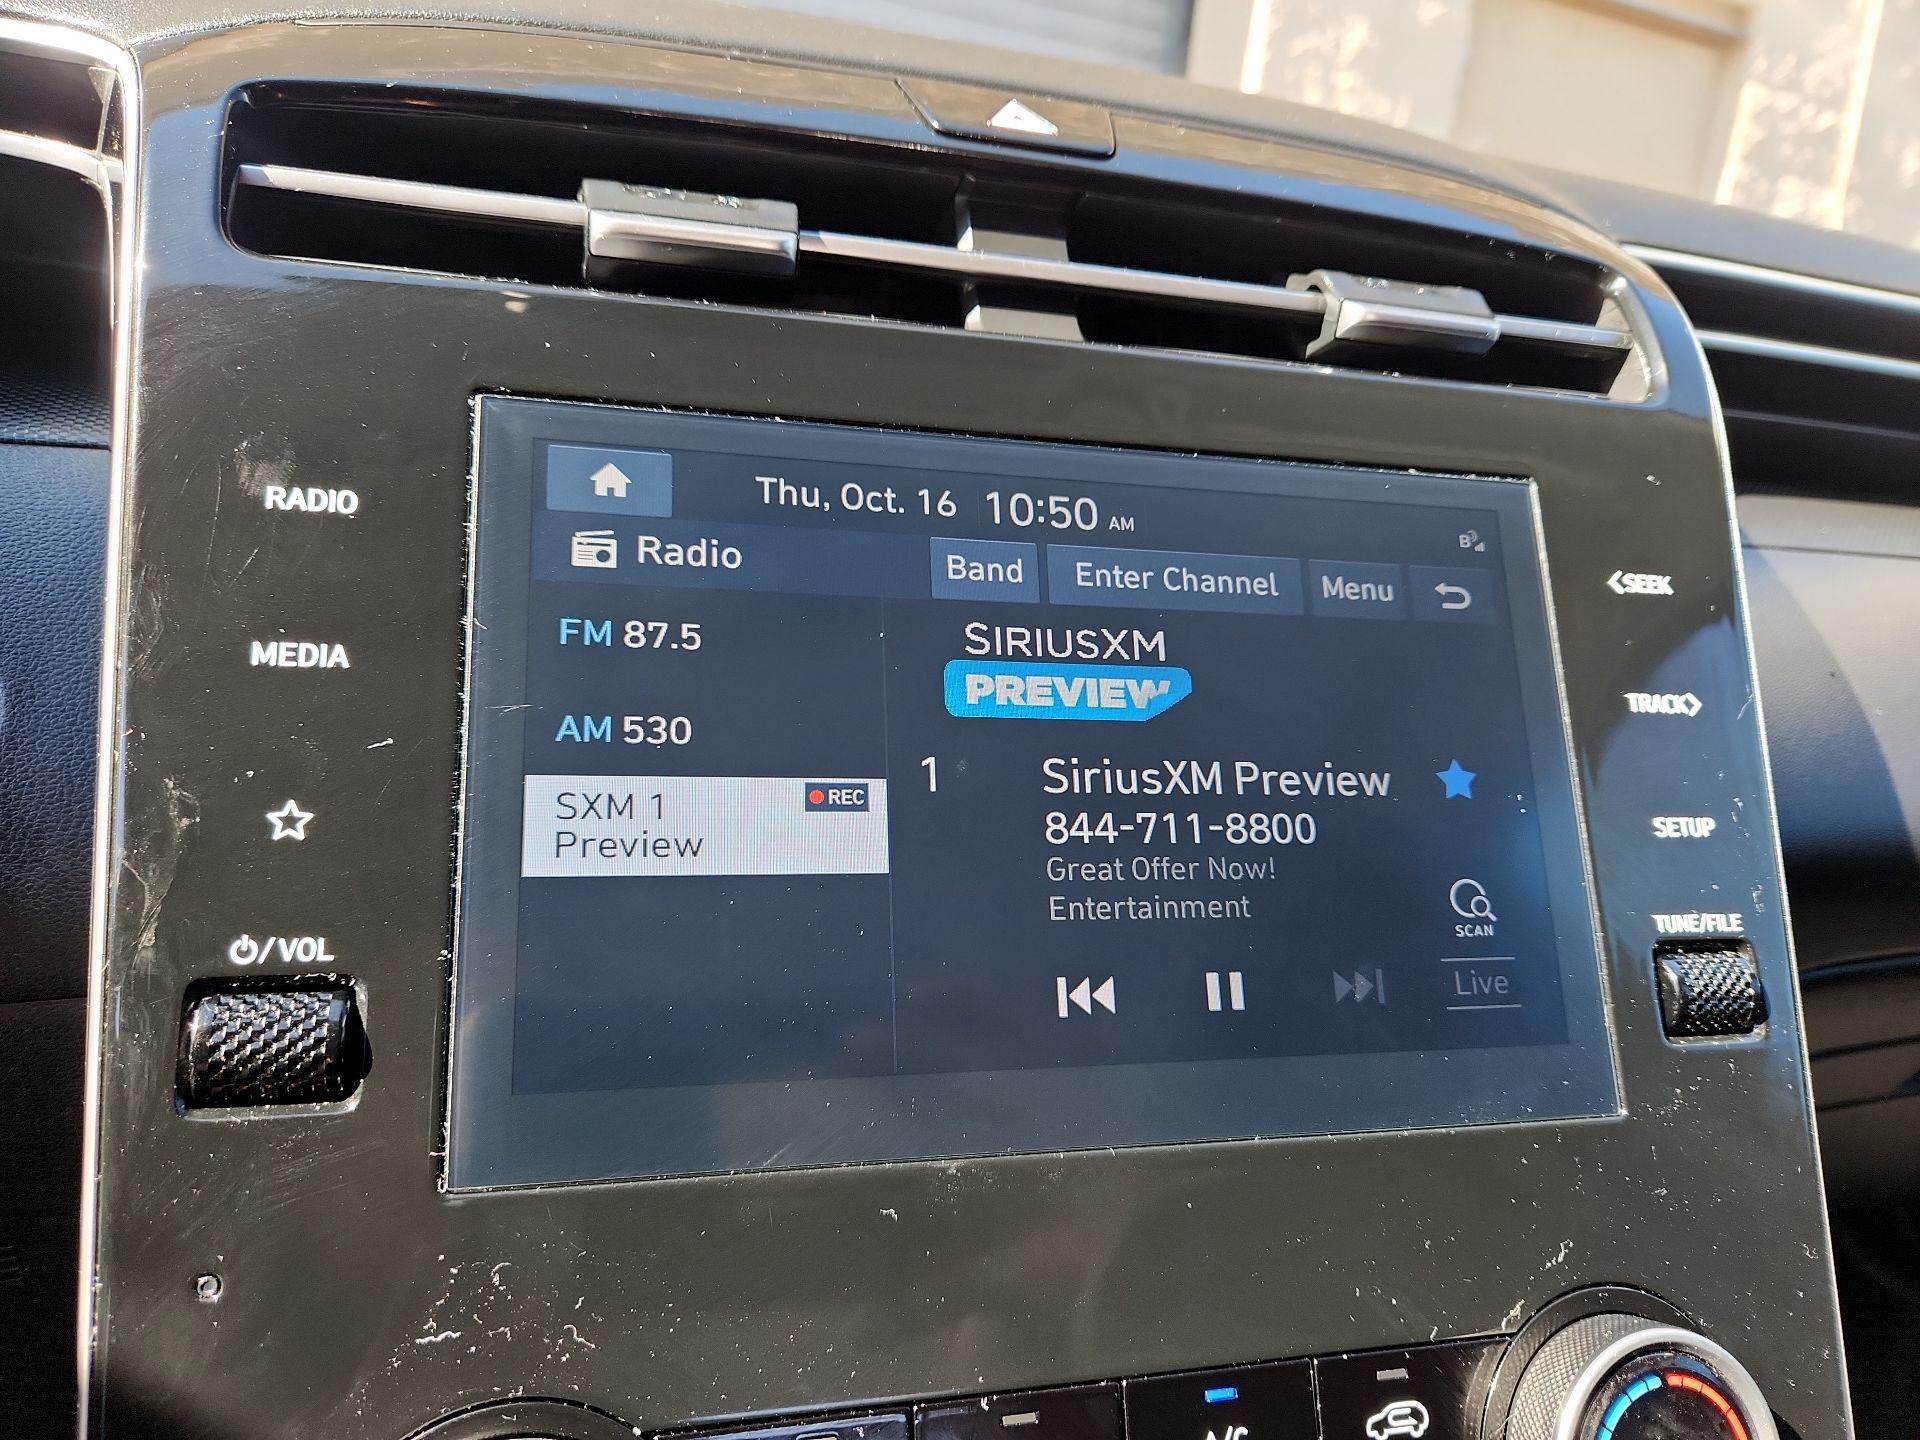 RADIO
MEDIA
/VOL
Thu, Oct. 16 10:50 AM
B
Radio
Band
Enter Channel
Menu
FM 87.5
AM 530
SXM 1
Preview
REC
SIRIUSXM
PREVIEW
1
SiriusXM Preview
844-711-8800
Great Offer Now!
Entertainment
SCAN
Live
<SEEK
TRACK>
SETUP
TUNE/FILE
A/C